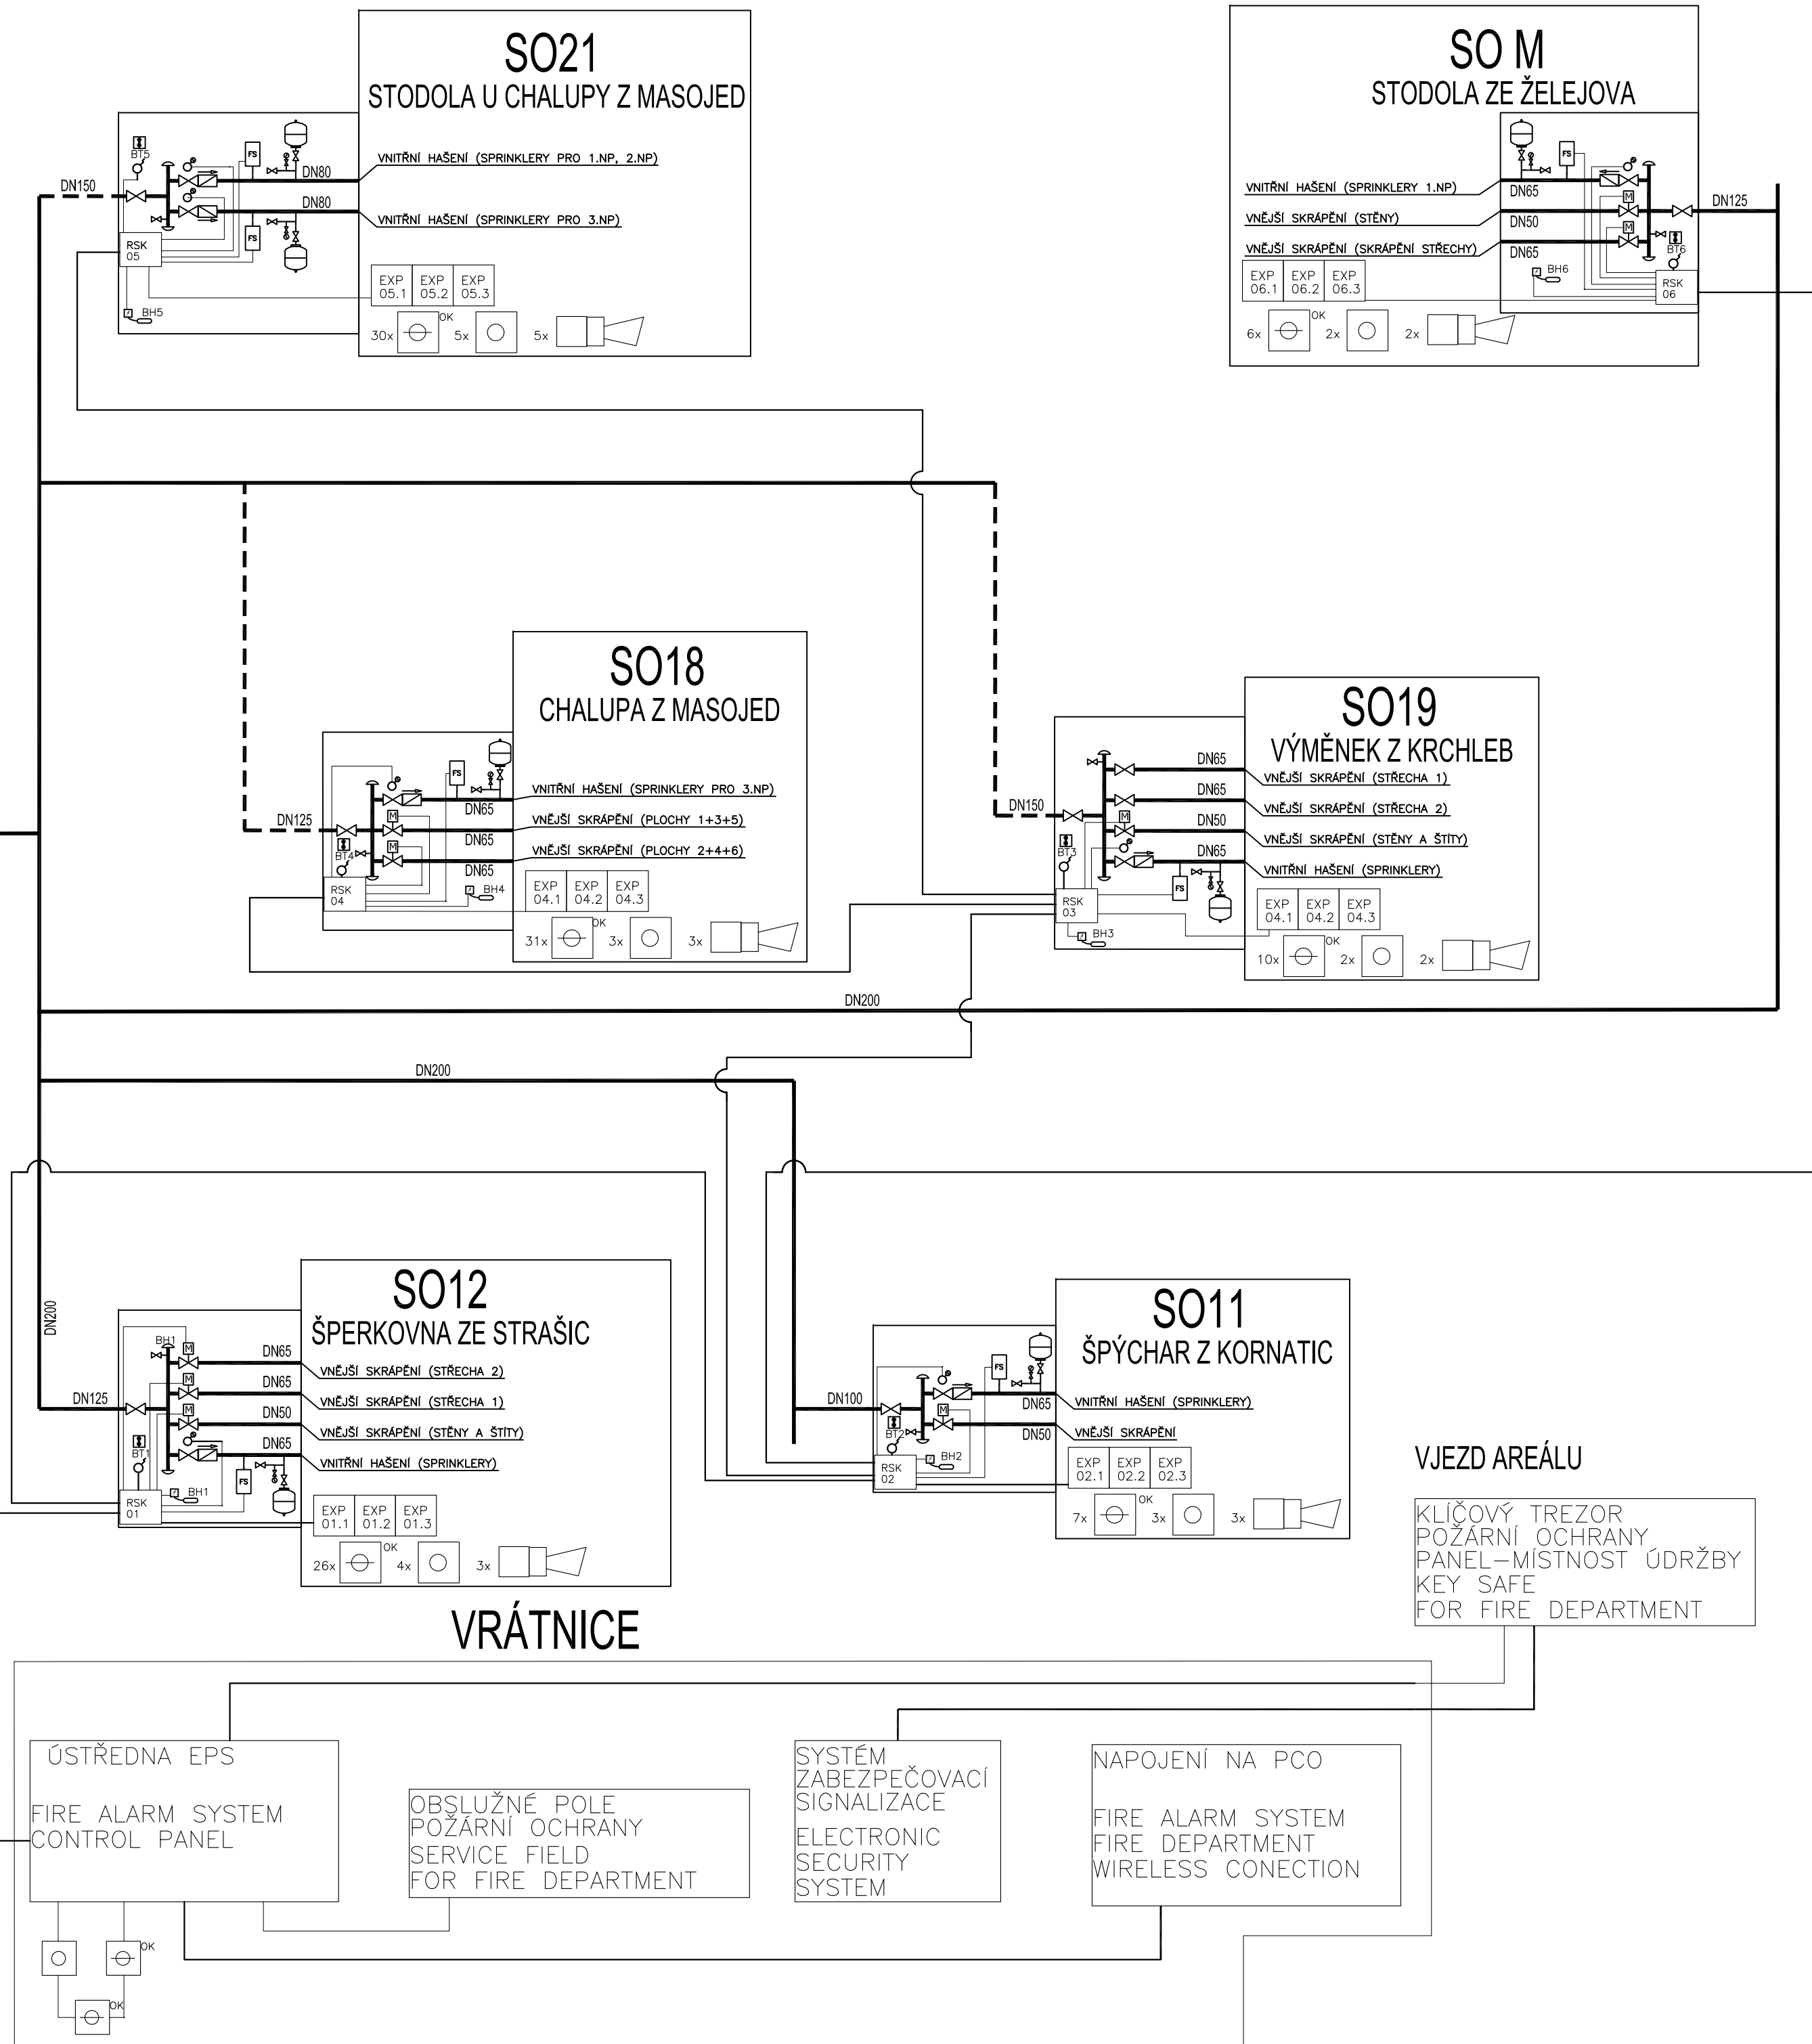 SO21
STODOLA U CHALUPY Z MASOJED
BT5
FS
DN150
DN80
VNITŘNÍ HAŠENÍ (SPRINKLERY PRO 1.NP, 2.NP)
DN80
VNITŘNÍ HAŠENÍ (SPRINKLERY PRO 3.NP)
FS
RSK
05
BH5
EXP
05.1
EXP
05.2
EXP
05.3
30x
OK
5x
5x
SO M
STODOLA ZE ŽELEJOVA
FS
VNITŘNÍ HAŠENÍ (SPRINKLERY 1.NP)
DN65
M
DN125
VNĚJŠÍ SKRÁPĚNÍ (STĚNY)
DN50
M
VNĚJŠÍ SKRÁPĚNÍ (SKRÁPĚNÍ STŘECHY)
DN65
BT6
BH6
RSK
06
EXP
06.1
EXP
06.2
EXP
06.3
6x
OK
2x
2x
SO18
CHALUPA Z MASOJED
FS
VNITŘNÍ HAŠENÍ (SPRINKLERY PRO 3.NP)
DN65
DN125
M
VNĚJŠÍ SKRÁPĚNÍ (PLOCHY 1+3+5)
DN65
M
VNĚJŠÍ SKRÁPĚNÍ (PLOCHY 2+4+6)
DN65
BT4
RSK
04
BH4
EXP
04.1
EXP
04.2
EXP
04.3
31x
OK
3x
3x
SO19
VÝMĚNEK Z KRCHLEB
DN65
VNĚJŠÍ SKRÁPĚNÍ (STŘECHA 1)
DN65
VNĚJŠÍ SKRÁPĚNÍ (STŘECHA 2)
DN150
M
DN50
VNĚJŠÍ SKRÁPĚNÍ (STĚNY A ŠTÍTY)
BT3
DN65
VNITŘNÍ HAŠENÍ (SPRINKLERY)
FS
RSK
03
BH3
EXP
04.1
EXP
04.2
EXP
04.3
10x
OK
2x
2x
DN200
DN200
DN200
SO12
ŠPERKOVNA ZE STRAŠIC
BH1
M
DN65
VNĚJŠÍ SKRÁPĚNÍ (STŘECHA 2)
M
DN65
VNĚJŠÍ SKRÁPĚNÍ (STŘECHA 1)
DN125
M
DN50
VNĚJŠÍ SKRÁPĚNÍ (STĚNY A ŠTÍTY)
BT1
DN65
VNITŘNÍ HAŠENÍ (SPRINKLERY)
FS
RSK
01
BH1
EXP
01.1
EXP
01.2
EXP
01.3
26x
OK
4x
3x
SO11
ŠPÝCHAR Z KORNATIC
FS
DN100
DN65
VNITŘNÍ HAŠENÍ (SPRINKLERY)
M
DN50
VNĚJŠÍ SKRÁPĚNÍ
BT2
RSK
02
BH2
EXP
02.1
EXP
02.2
EXP
02.3
7x
OK
3x
3x
VJEZD AREÁLU
KLÍČOVÝ TREZOR
POŽÁRNÍ OCHRANY
PANEL-MÍSTNOST ÚDRŽBY
KEY SAFE
FOR FIRE DEPARTMENT
VRÁTNICE
ÚSTŘEDNA EPS
FIRE ALARM SYSTEM
CONTROL PANEL
OBSLUŽNÉ POLE
POŽÁRNÍ OCHRANY
SERVICE FIELD
FOR FIRE DEPARTMENT
SYSTÉM
ZABEZPEČOVACÍ
SIGNALIZACE
ELECTRONIC
SECURITY
SYSTEM
NAPOJENÍ NA PCO
FIRE ALARM SYSTEM
FIRE DEPARTMENT
WIRELESS CONECTION
OK
OK